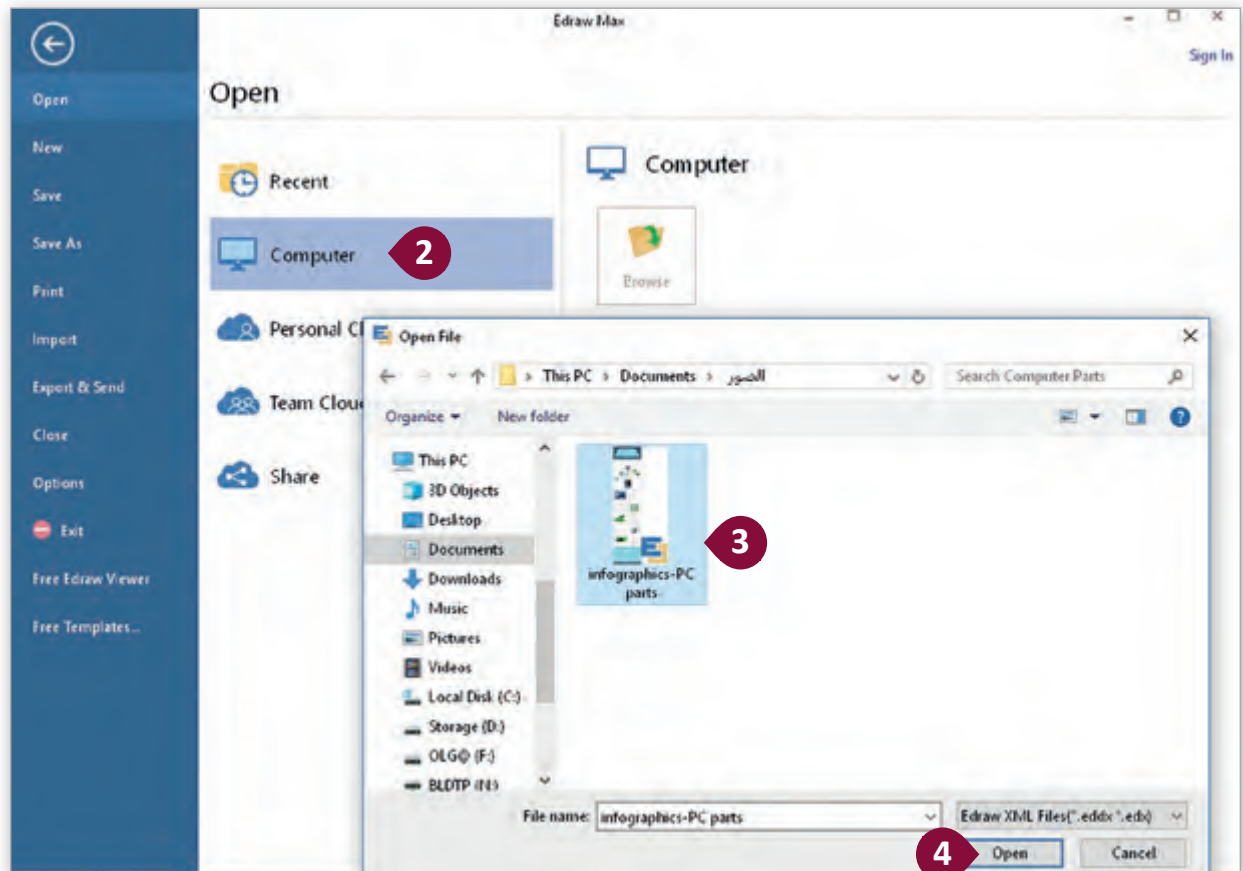 Edraw Max
Sign In
Open
New
Save
Save As
Print
Import
Export & Send
Close
Options
Exit
Free Edraw Viewer
Free Templates...
Open
Recent
Computer
2
Personal Cl
Team Clou
Share
Computer
Browse
Open File
This PC > Documents > الصور
Search Computer Parts
Organize
New folder
This PC
3D Objects
Desktop
Documents
Downloads
Music
Pictures
Videos
Local Disk (C:)
Storage (D:)
OLG© (F:)
BLDTP (N:)
infographics-PC
parts
3
File name: infographics-PC parts
Edraw XML Files(*.eddx *.edx)
4
Open
Cancel